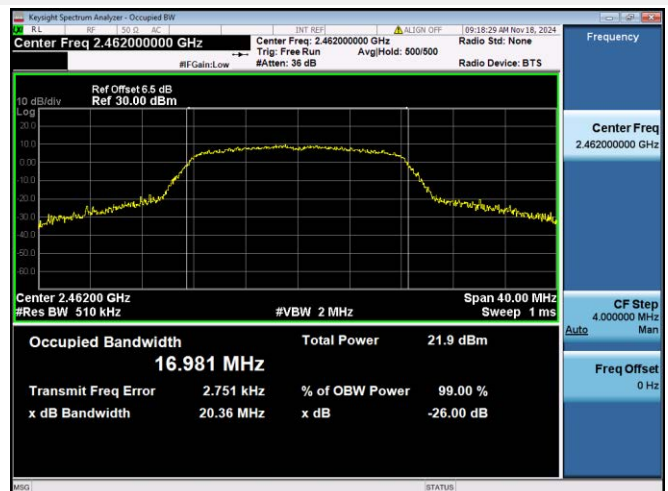 Keysight Spectrum Analyzer - Occupied BW
RL RF 50 Ω AC INT REF ALIGN OFF 09:18:29 AM Nov 18, 2024
Center Freq 2.462000000 GHz
Center Freq: 2.462000000 GHz Radio Std: None
Trig: Free Run Avg|Hold: 500/500
#IFGain:Low #Atten: 36 dB Radio Device: BTS
Frequency
Ref Offset 6.5 dB
10 dB/div Ref 30.00 dBm
Log
20.0
10.0
0.00
-10.0
-20.0
-30.0
-40.0
-50.0
-60.0
Center Freq
2.462000000 GHz
Center 2.46200 GHz Span 40.00 MHz
#Res BW 510 kHz #VBW 2 MHz Sweep 1 ms
CF Step
4.000000 MHz
Auto Man
Occupied Bandwidth Total Power 21.9 dBm
16.981 MHz
Transmit Freq Error 2.751 kHz % of OBW Power 99.00 %
x dB Bandwidth 20.36 MHz x dB -26.00 dB
Freq Offset
0 Hz
MSG STATUS